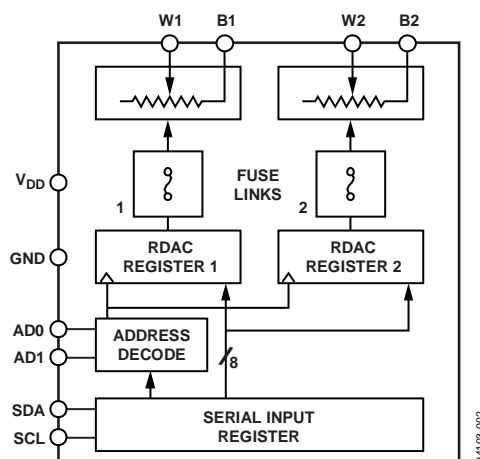 W1 B1 W2 B2
V_DD
FUSE
LINKS
1 2
RDAC
REGISTER 1
RDAC
REGISTER 2
GND
AD0
AD1
ADDRESS
DECODE
8
SDA
SCL
SERIAL INPUT
REGISTER